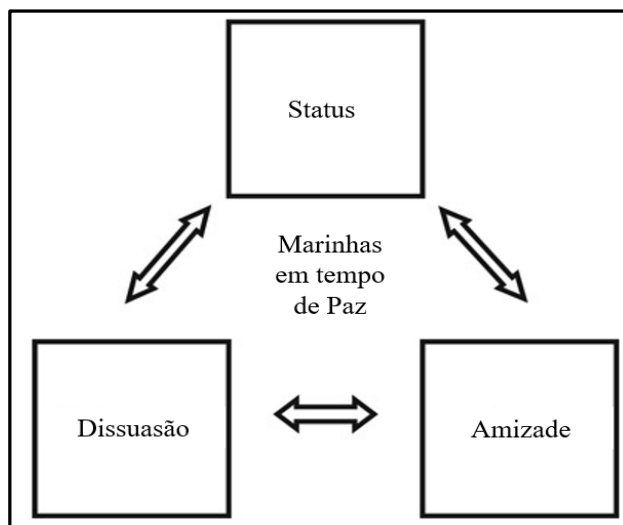 Status
Marinhas
em tempo
de Paz
Dissuasão
Amizade